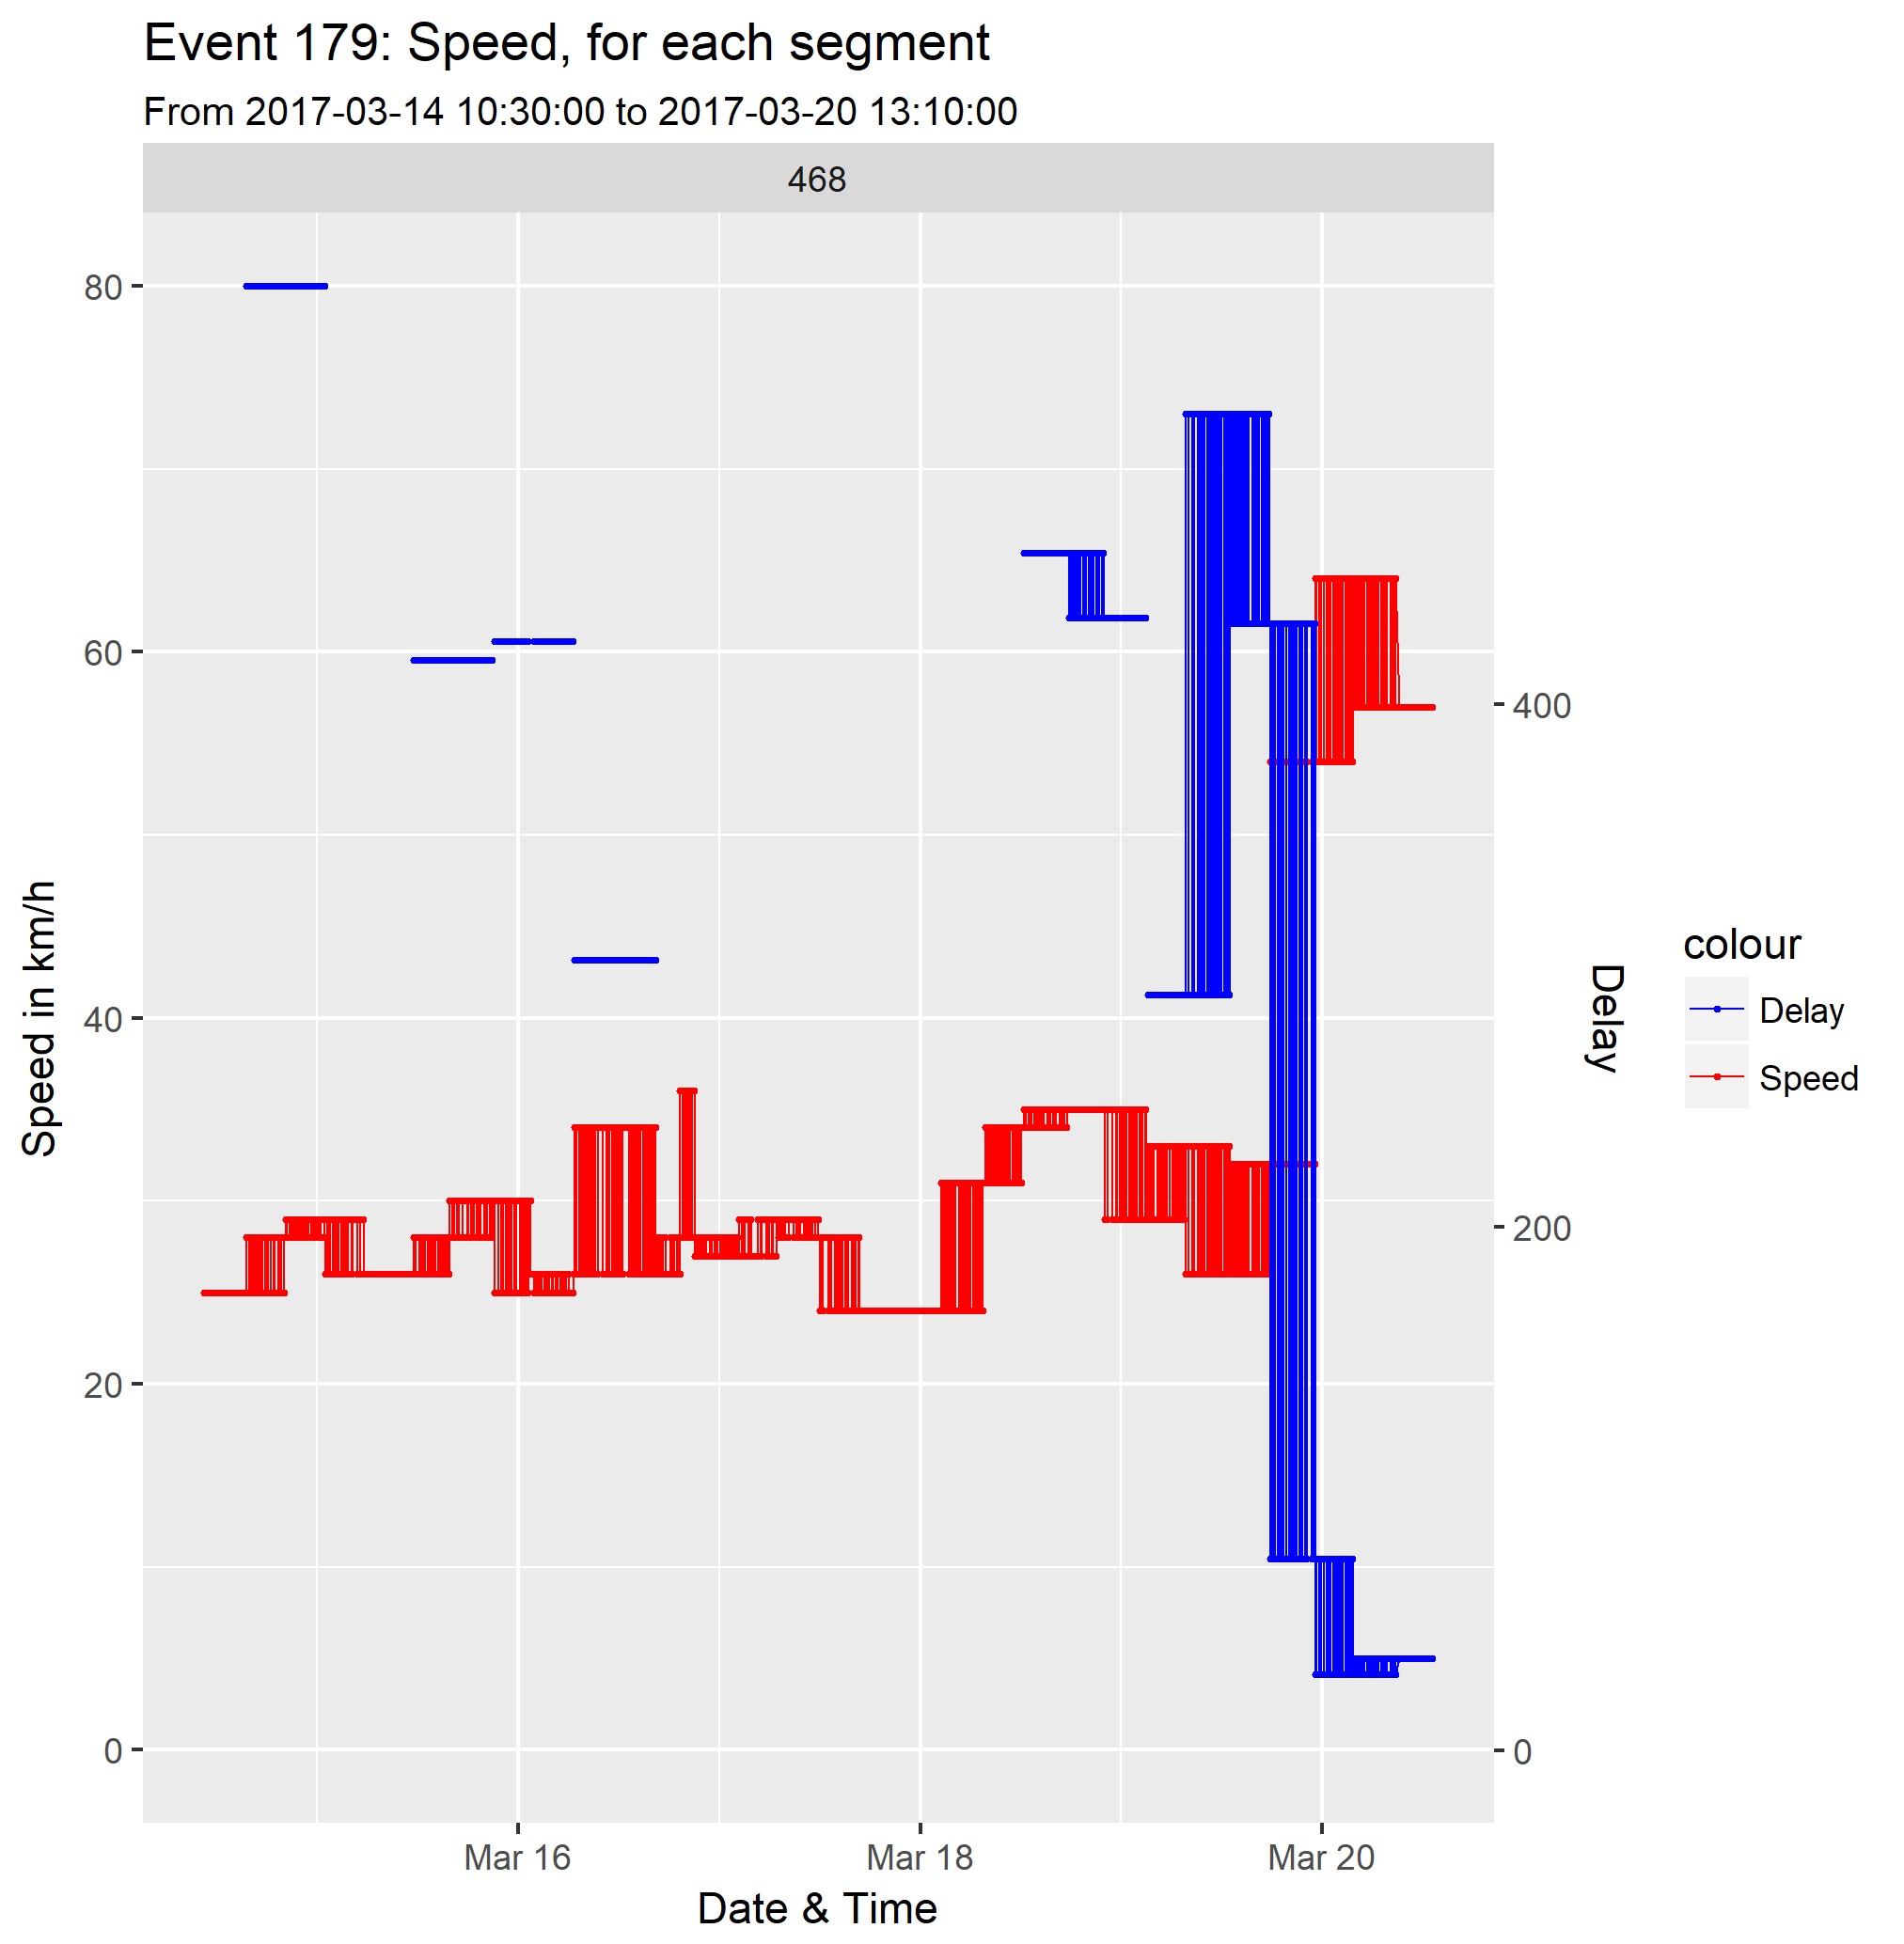 Event 179: Speed, for each segment
From 2017-03-14 10:30:00 to 2017-03-20 13:10:00
468
80
60
40
20
0
Speed in km/h
400
200
0
Delay
Mar 16
Mar 18
Mar 20
Date & Time
colour
Delay
Speed